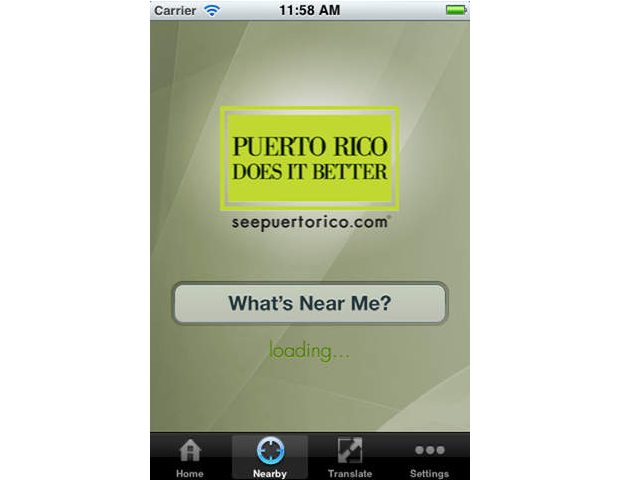 Carrier 11:58 AM
PUERTO RICO
DOES IT BETTER
seepuertorico.com
What's Near Me?
loading...
Home Nearby Translate Settings